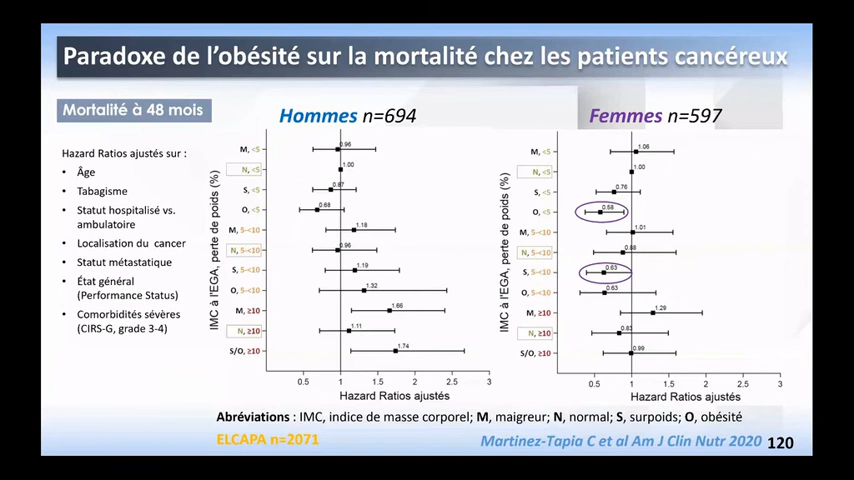 Paradoxe de l'obésité sur la mortalité chez les patients cancéreux
Mortalité à 48 mois
Hazard Ratios ajustés sur :
• Âge
• Tabagisme
• Statut hospitalisé vs.
ambulatoire
• Localisation du cancer
• Statut métastatique
• État général
(Performance Status)
• Comorbidités sévères
(CIRS-G, grade 3-4)
Hommes n=694
IMC à l'EGA, perte de poids (%)
M, <5 0.96
N, <5 1.00
S, <5 0.87
O, <5 0.68
M, 5-<10 1.18
N, 5-<10 0.96
S, 5-<10 1.19
O, 5-<10 1.32
M, ≥10 1.66
N, ≥10 1.11
S/O, ≥10 1.74
0.5 1 1.5 2 2.5 3
Hazard Ratios ajustés
Femmes n=597
IMC à l'EGA, perte de poids (%)
M, <5 1.06
N, <5 1.00
S, <5 0.76
O, <5 0.58
M, 5-<10 1.01
N, 5-<10 0.88
S, 5-<10 0.63
O, 5-<10 0.63
M, ≥10 1.29
N, ≥10 0.83
S/O, ≥10 0.99
0.5 1 1.5 2 2.5 3
Hazard Ratios ajustés
Abréviations : IMC, indice de masse corporel; M, maigreur; N, normal; S, surpoids; O, obésité
ELCAPA n=2071
Martinez-Tapia C et al Am J Clin Nutr 2020
120